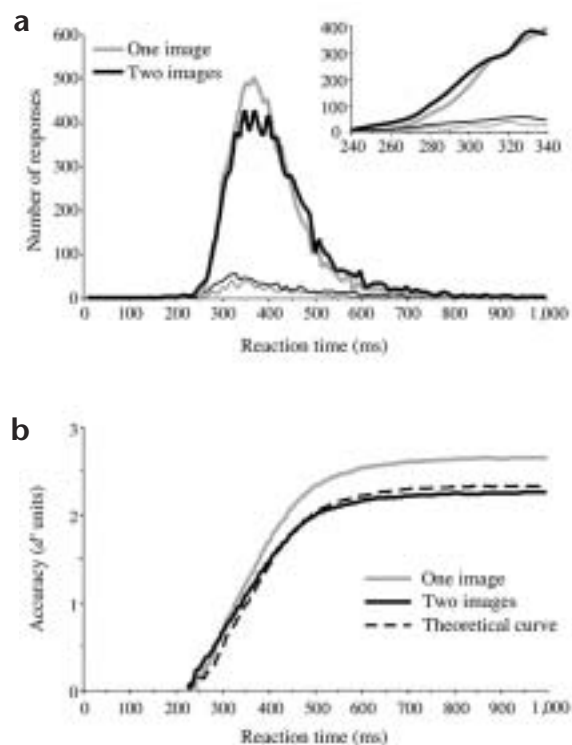 a
600
500
400
300
200
100
0
Number of responses
One image
Two images
400
300
200
100
0
240 260 280 300 320 340
0 100 200 300 400 500 600 700 800 900 1,000
Reaction time (ms)
b
3
2
1
0
Accuracy (d' units)
One image
Two images
Theoretical curve
0 100 200 300 400 500 600 700 800 900 1,000
Reaction time (ms)